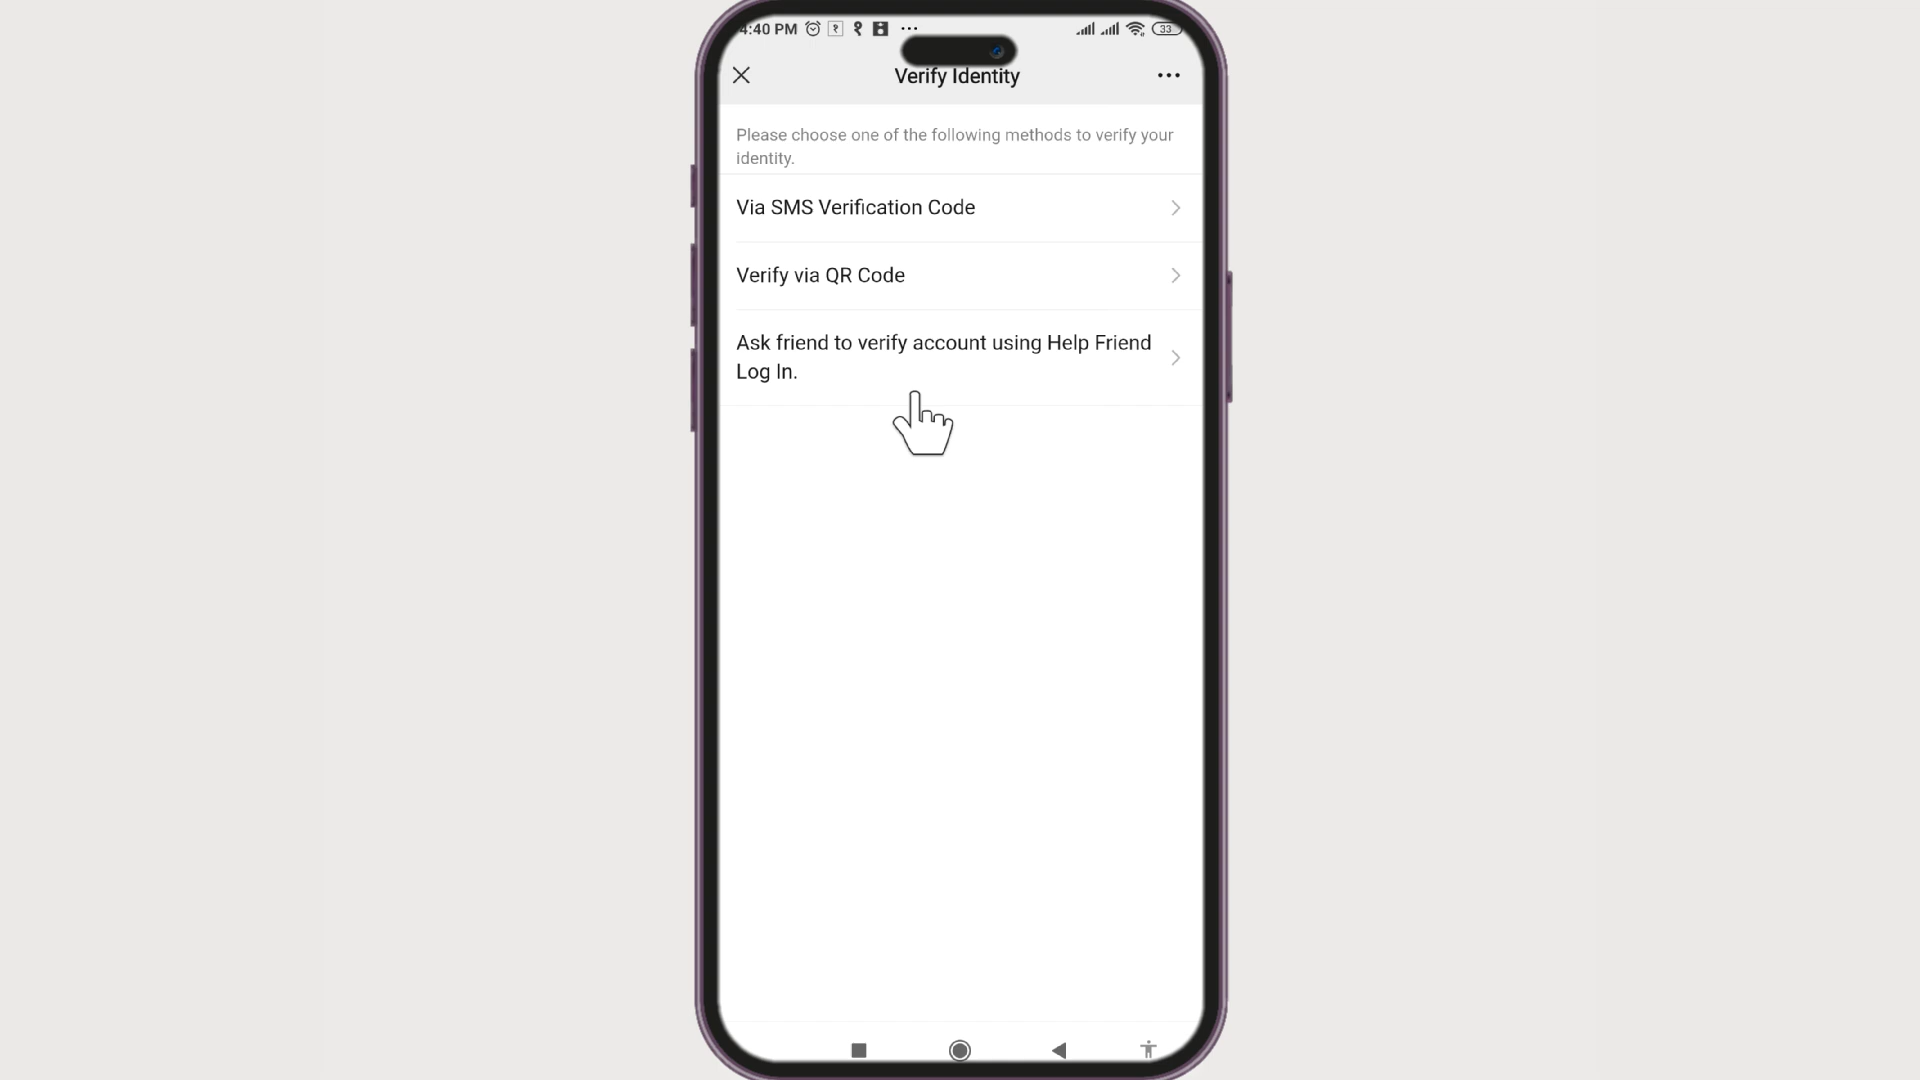 4:40 PM
33
Verify Identity
Please choose one of the following methods to verify your
identity.
Via SMS Verification Code
Verify via QR Code
Ask friend to verify account using Help Friend
Log In.